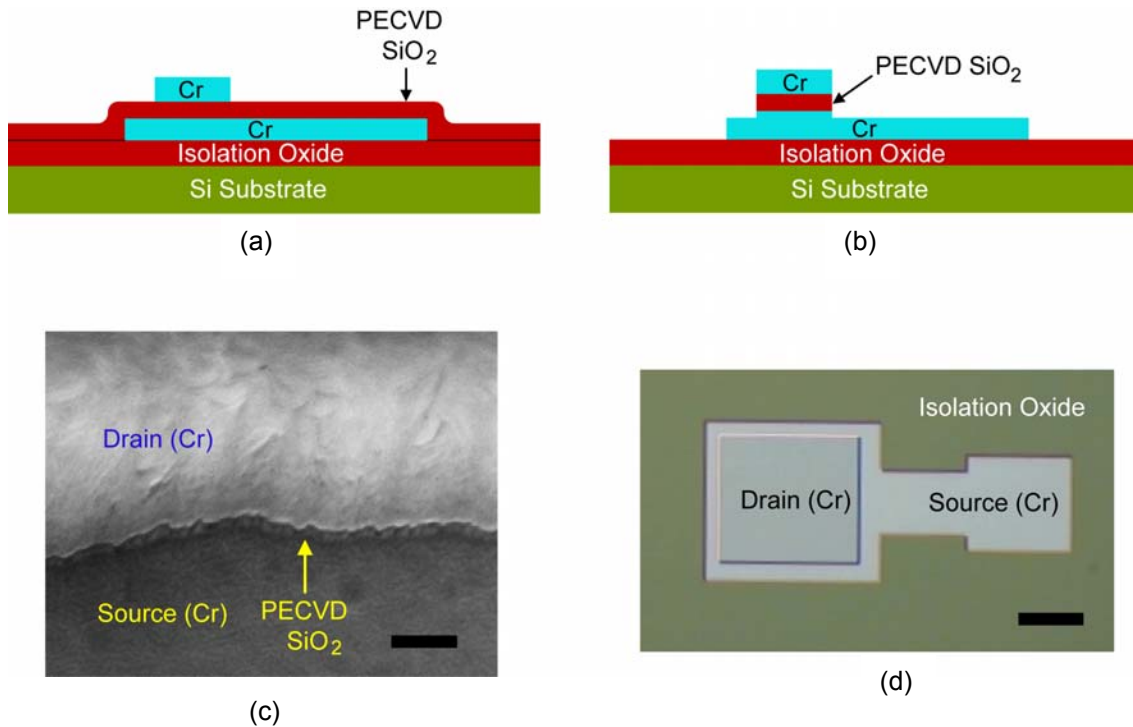 PECVD
SiO2
Cr
Cr
Isolation Oxide
Si Substrate
(a)
PECVD SiO2
Cr
Cr
Isolation Oxide
Si Substrate
(b)
Drain (Cr)
Source (Cr)
PECVD
SiO2
(c)
Isolation Oxide
Drain (Cr)
Source (Cr)
(d)